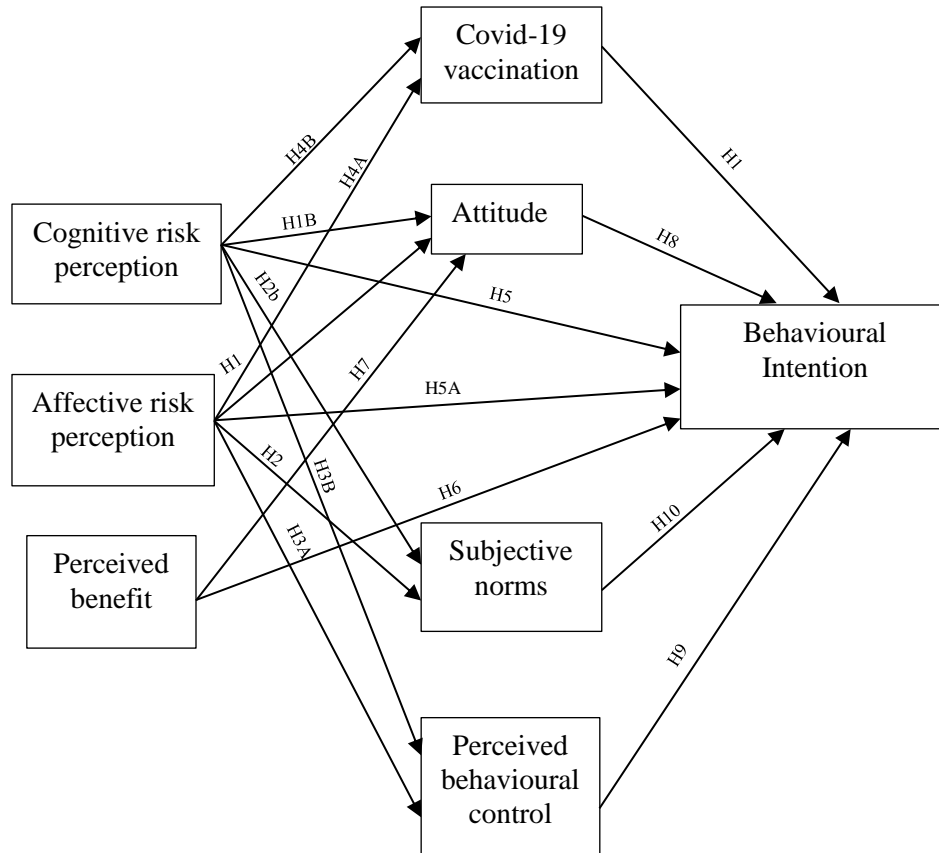 Covid-19
vaccination
H4B
H4A
H1
Attitude
H1B
H8
Cognitive risk
perception
H2b
H5
Behavioural
Intention
H1
H7
H5A
Affective risk
perception
H2
H3B
H6
H10
H3A
Subjective
norms
Perceived
benefit
H9
Perceived
behavioural
control